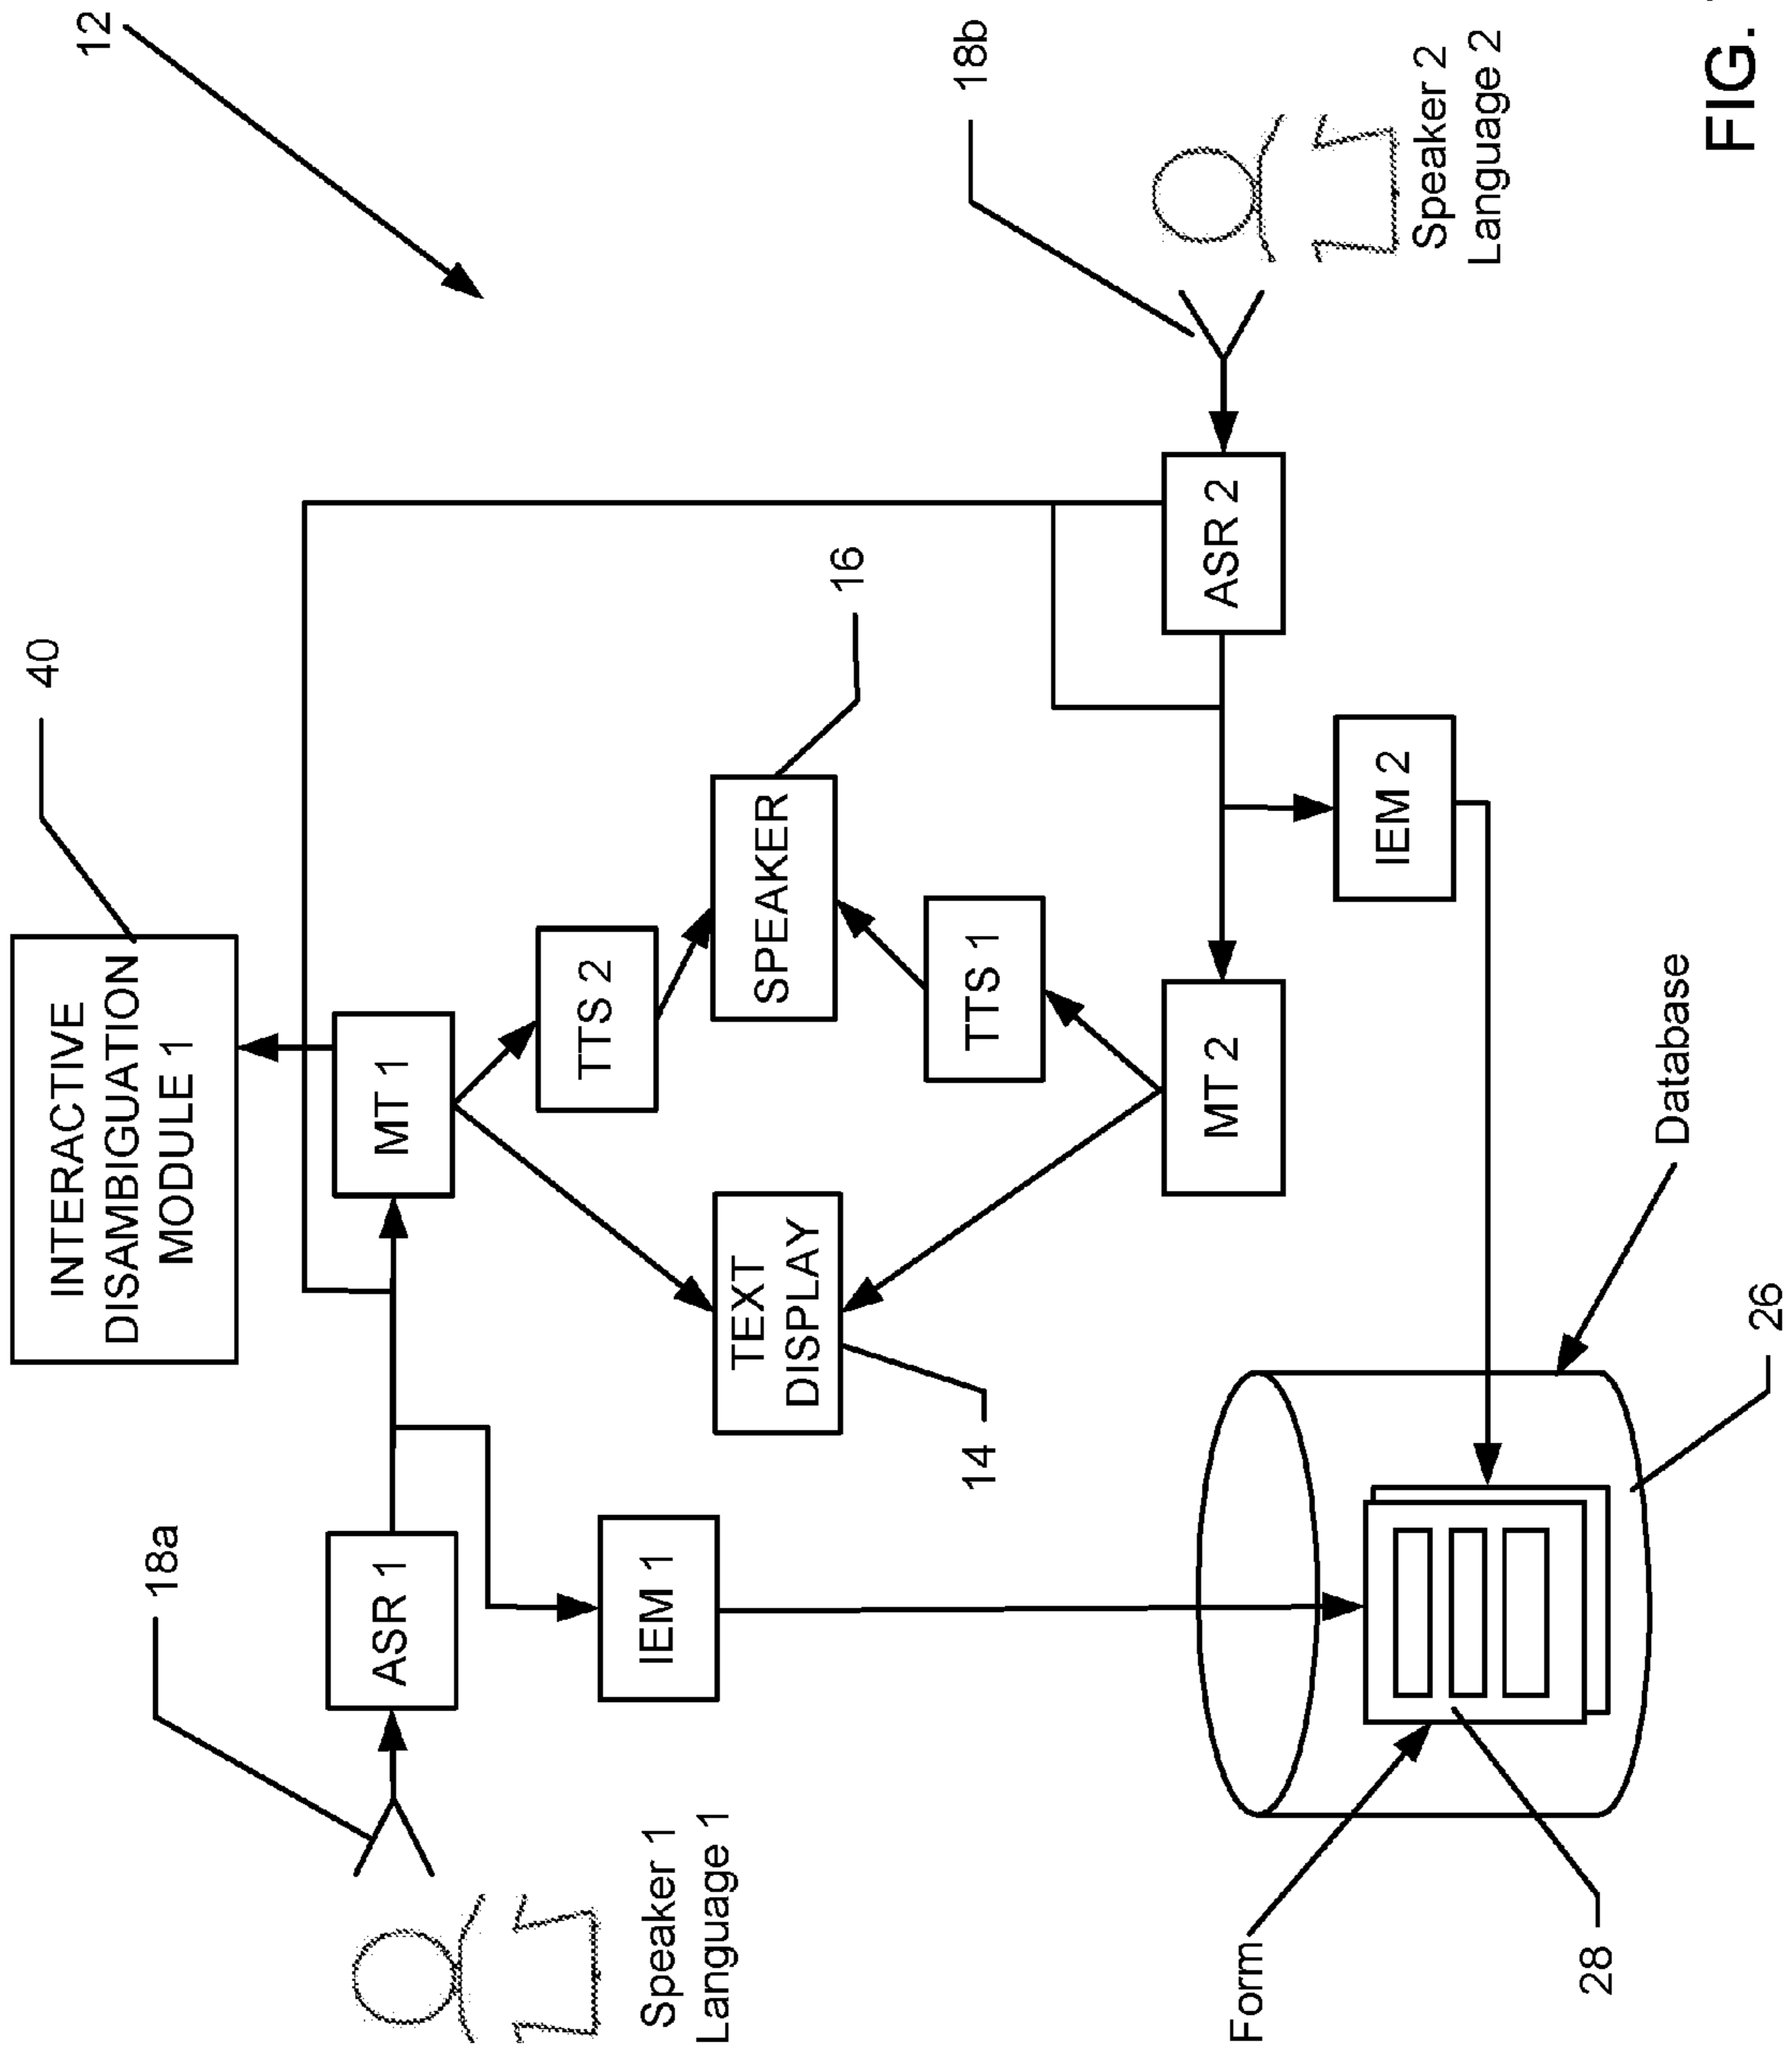 12
40
INTERACTIVE
DISAMBIGUATION
MODULE 1
18a
ASR 1
MT 1
Speaker 1
Language 1
IEM 1
TTS 2
16
SPEAKER
TEXT
DISPLAY
14
TTS 1
18b
ASR 2
MT 2
Speaker 2
Language 2
IEM 2
Form
28
Database
26
FIG.